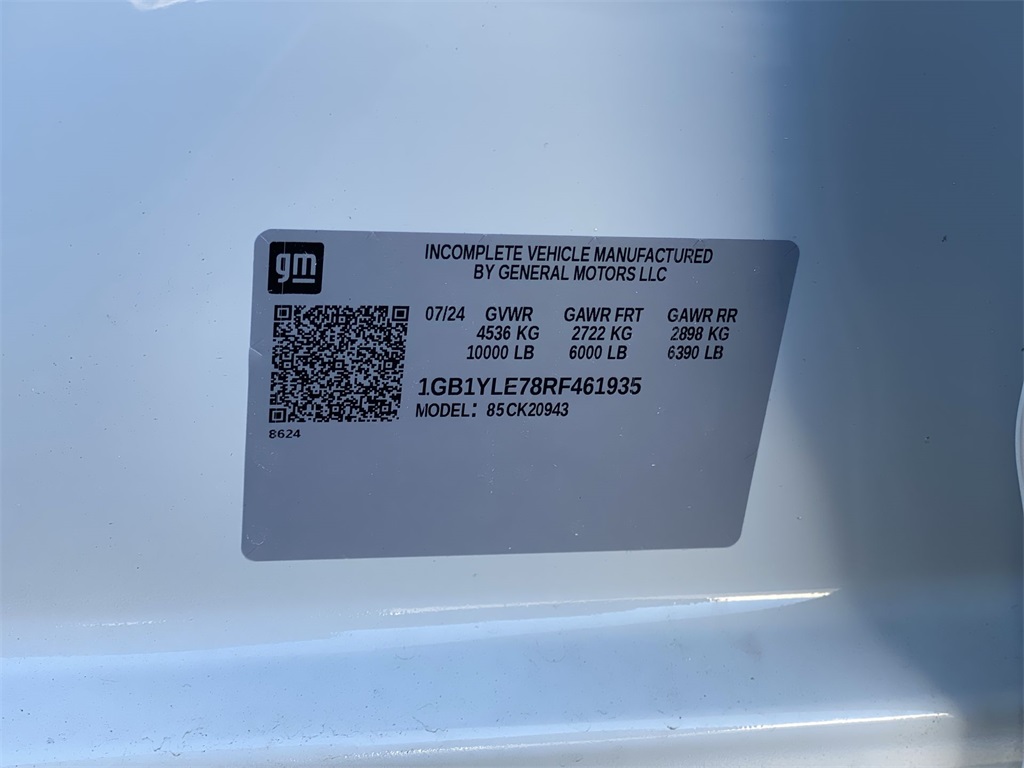 gm
INCOMPLETE VEHICLE MANUFACTURED
BY GENERAL MOTORS LLC
07/24 GVWR GAWR FRT GAWR RR
4536 KG 2722 KG 2898 KG
10000 LB 6000 LB 6390 LB
1GB1YLE78RF461935
MODEL: 85CK20943
8624